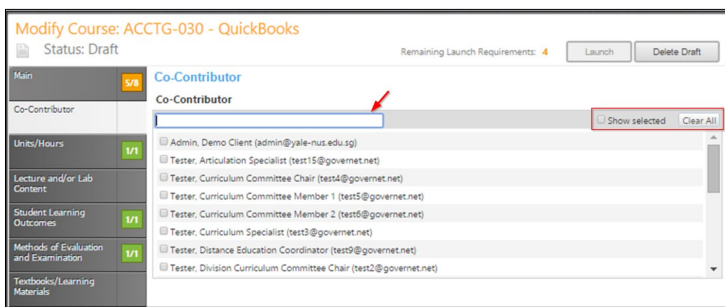 Modify Course: ACCTG-030 - QuickBooks
Status: Draft
Remaining Launch Requirements: 4
Launch
Delete Draft
Main
5/8
Co-Contributor
Units/Hours
1/1
Lecture and/or Lab
Content
Student Learning
Outcomes
1/1
Methods of Evaluation
and Examination
1/1
Textbooks/Learning
Materials
Co-Contributor
Co-Contributor
Show selected
Clear All
Admin, Demo Client (admin@yale-nus.edu.sg)
Tester, Articulation Specialist (test15@governet.net)
Tester, Curriculum Committee Chair (test4@governet.net)
Tester, Curriculum Committee Member 1 (test5@governet.net)
Tester, Curriculum Committee Member 2 (test6@governet.net)
Tester, Curriculum Specialist (test3@governet.net)
Tester, Distance Education Coordinator (test9@governet.net)
Tester, Division Curriculum Committee Chair (test2@governet.net)